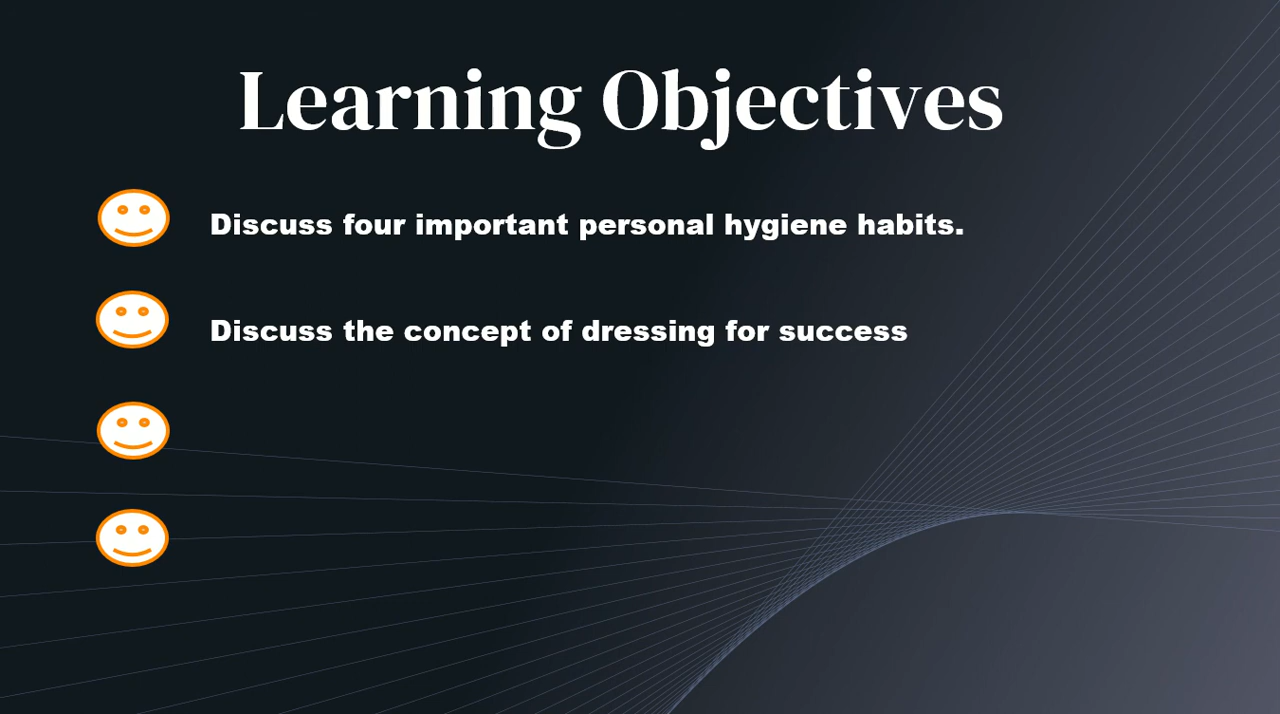 Learning Objectives
Discuss four important personal hygiene habits.
Discuss the concept of dressing for success